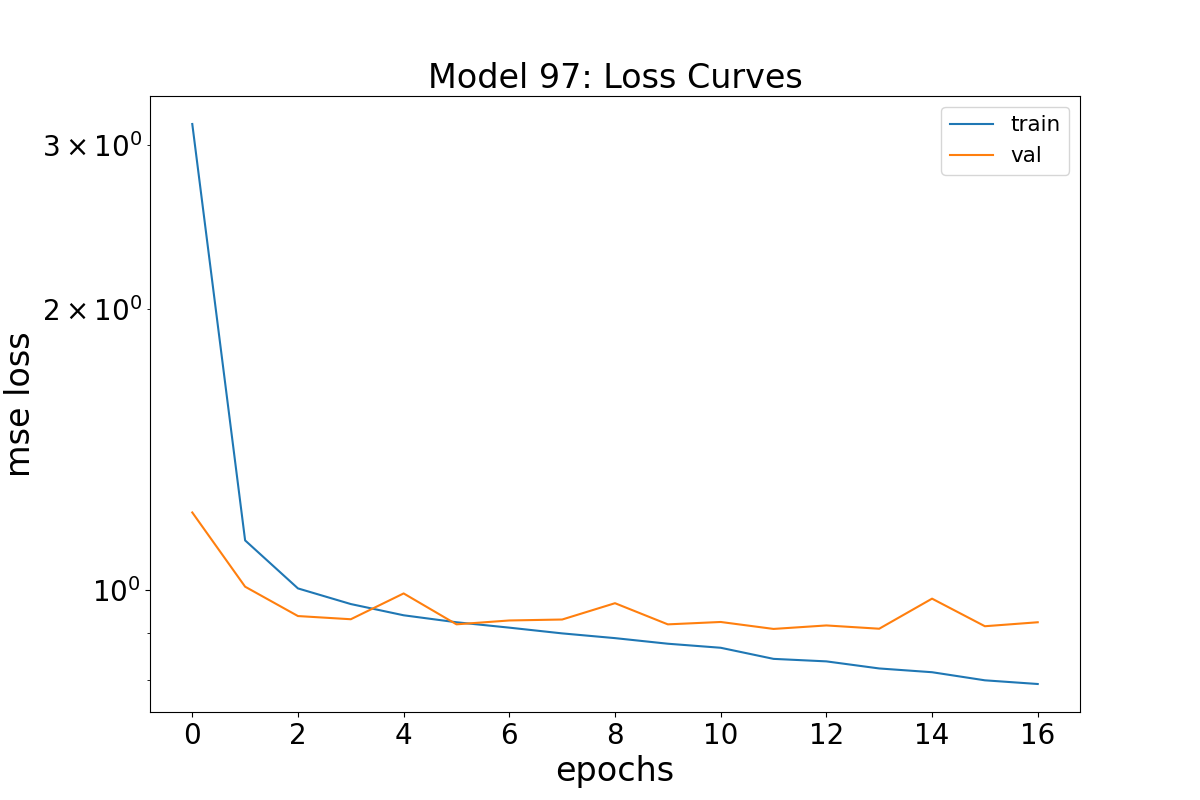 Model 97: Loss Curves
train
val
3 × 10⁰
2 × 10⁰
10⁰
mse loss
0 2 4 6 8 10 12 14 16
epochs